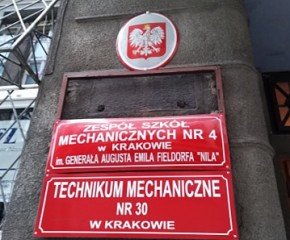 ZESPÓŁ SZKÓŁ
MECHANICZNYCH NR 4
W KRAKOWIE
im. GENERAŁA AUGUSTA EMILA FIELDORFA "NILA"
TECHNIKUM MECHANICZNE
NR 30
W KRAKOWIE